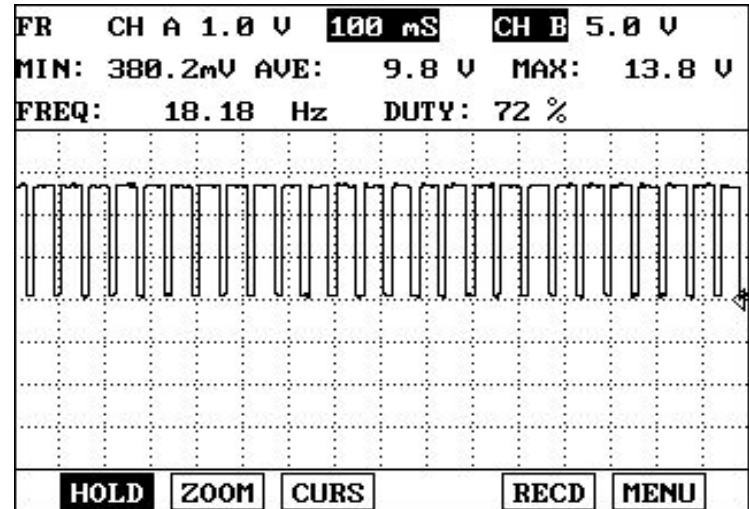 FR CH A 1.0 V 100 mS CH B 5.0 V
MIN: 380.2mV AVE: 9.8 V MAX: 13.8 V
FREQ: 18.18 Hz DUTY: 72 %
HOLD ZOOM CURS RECD MENU